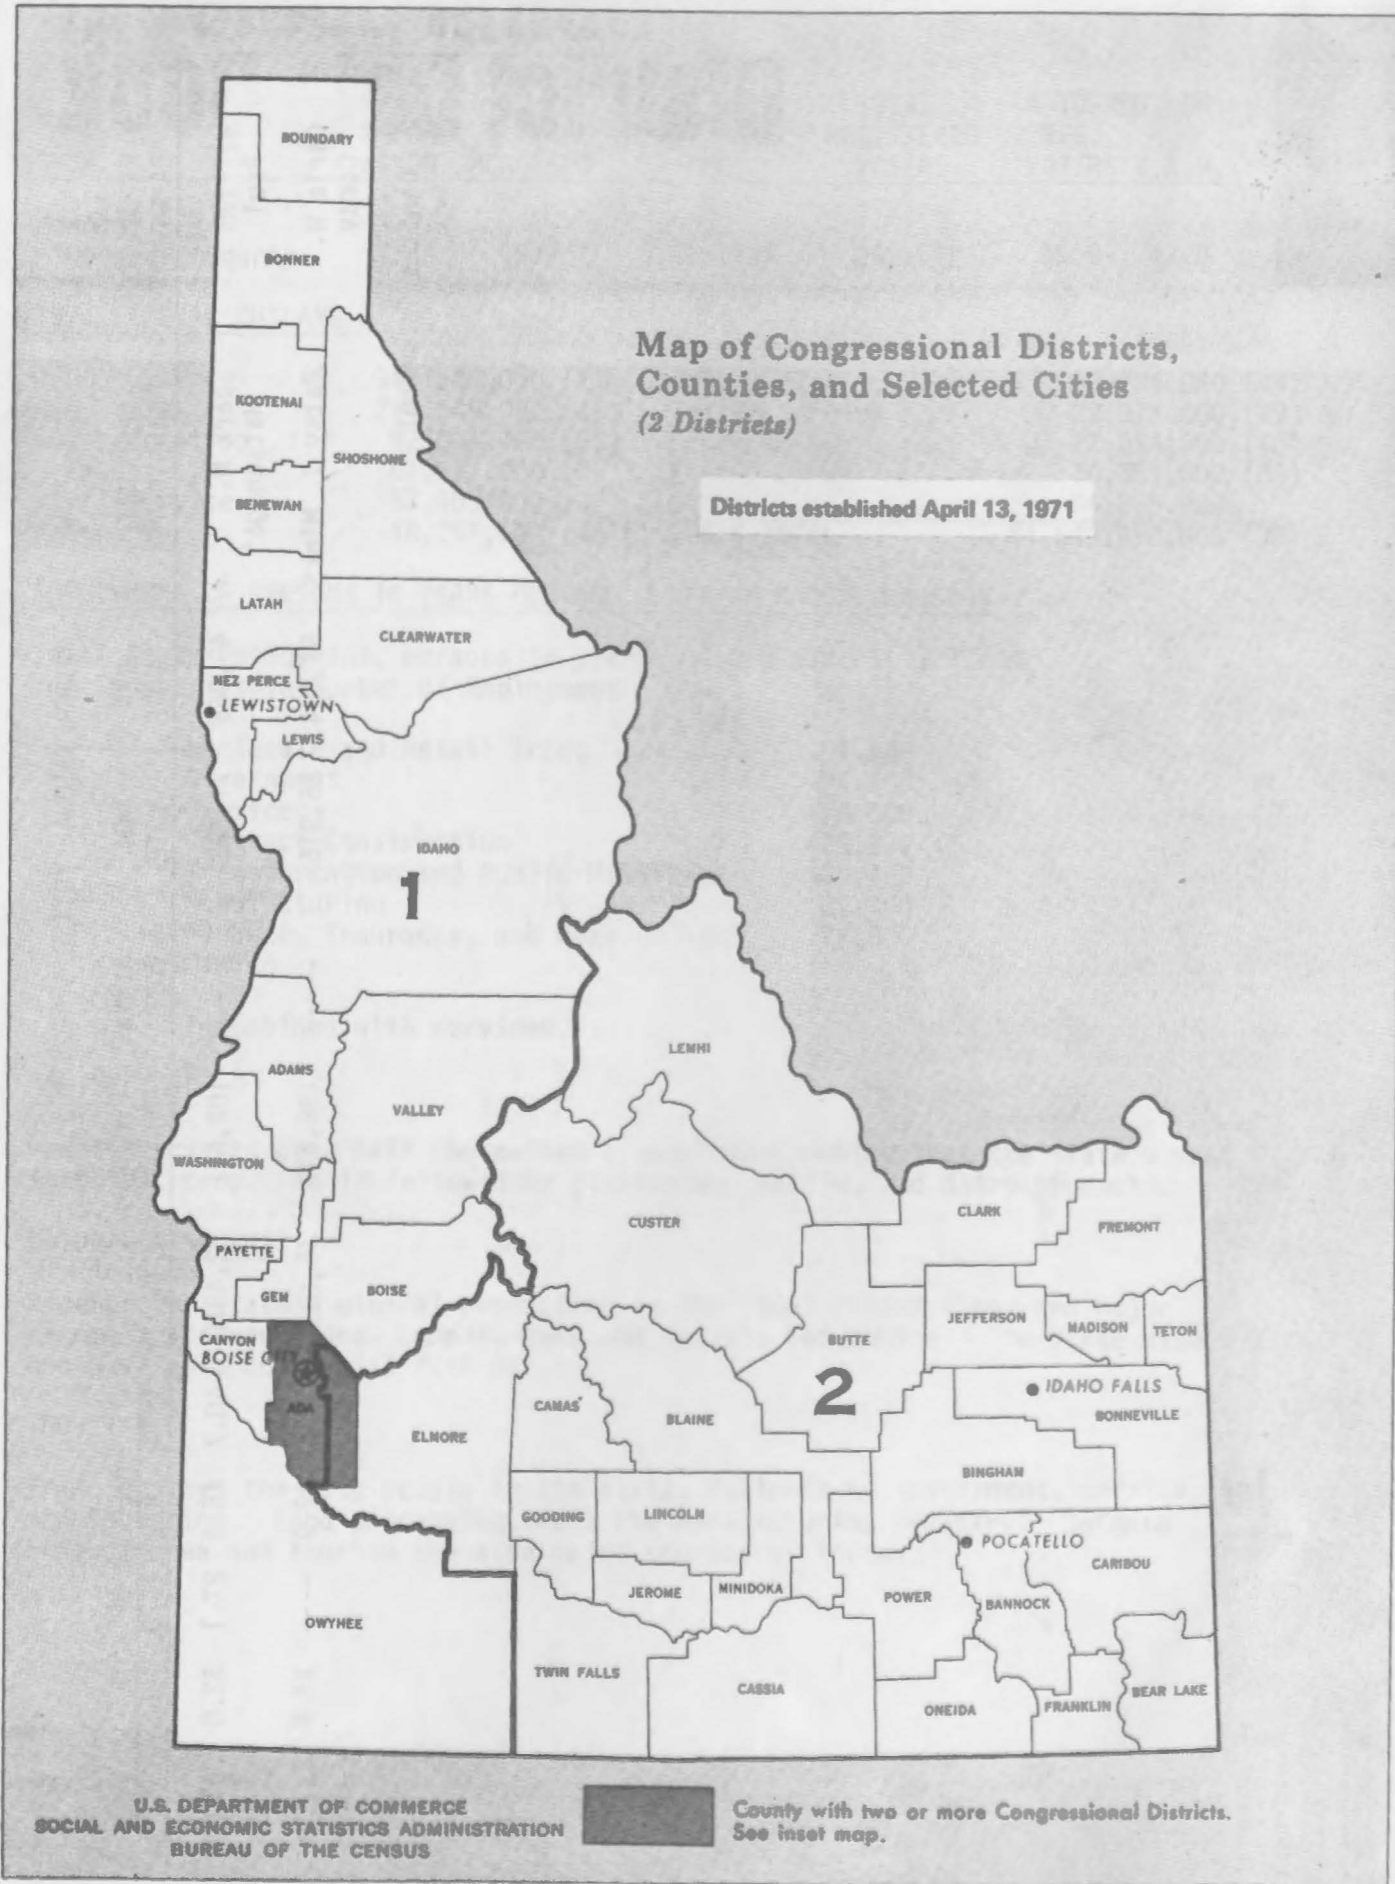 BOUNDARY
BONNER
Map of Congressional Districts,
Counties, and Selected Cities
(2 Districts)
KOOTENAI
SHOSHONE
BENEWAH
Districts established April 13, 1971
LATAH
CLEARWATER
NEZ PERCE
LEWISTOWN
LEWIS
IDAHO
1
LEMHI
ADAMS
VALLEY
WASHINGTON
CUSTER
CLARK
FREMONT
PAYETTE
GEM
BOISE
JEFFERSON
MADISON
TETON
CANYON
BOISE CITY
BUTTE
2
IDAHO FALLS
ADA
CAMAS
BLAINE
BONNEVILLE
ELMORE
BINGHAM
GOODING
LINCOLN
POCATELLO
CARIBOU
JEROME
MINIDOKA
POWER
BANNOCK
OWYHEE
TWIN FALLS
CASSIA
ONEIDA
FRANKLIN
BEAR LAKE
U.S. DEPARTMENT OF COMMERCE
SOCIAL AND ECONOMIC STATISTICS ADMINISTRATION
BUREAU OF THE CENSUS
County with two or more Congressional Districts.
See inset map.